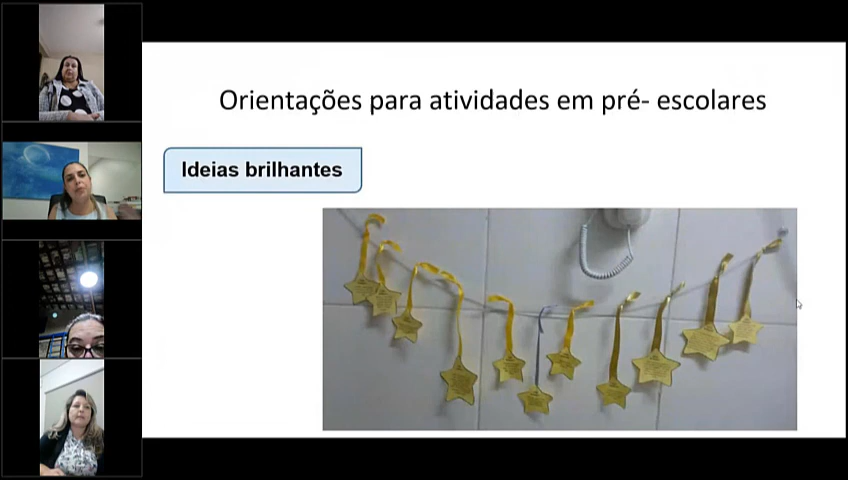 Orientações para atividades em pré- escolares
Ideias brilhantes